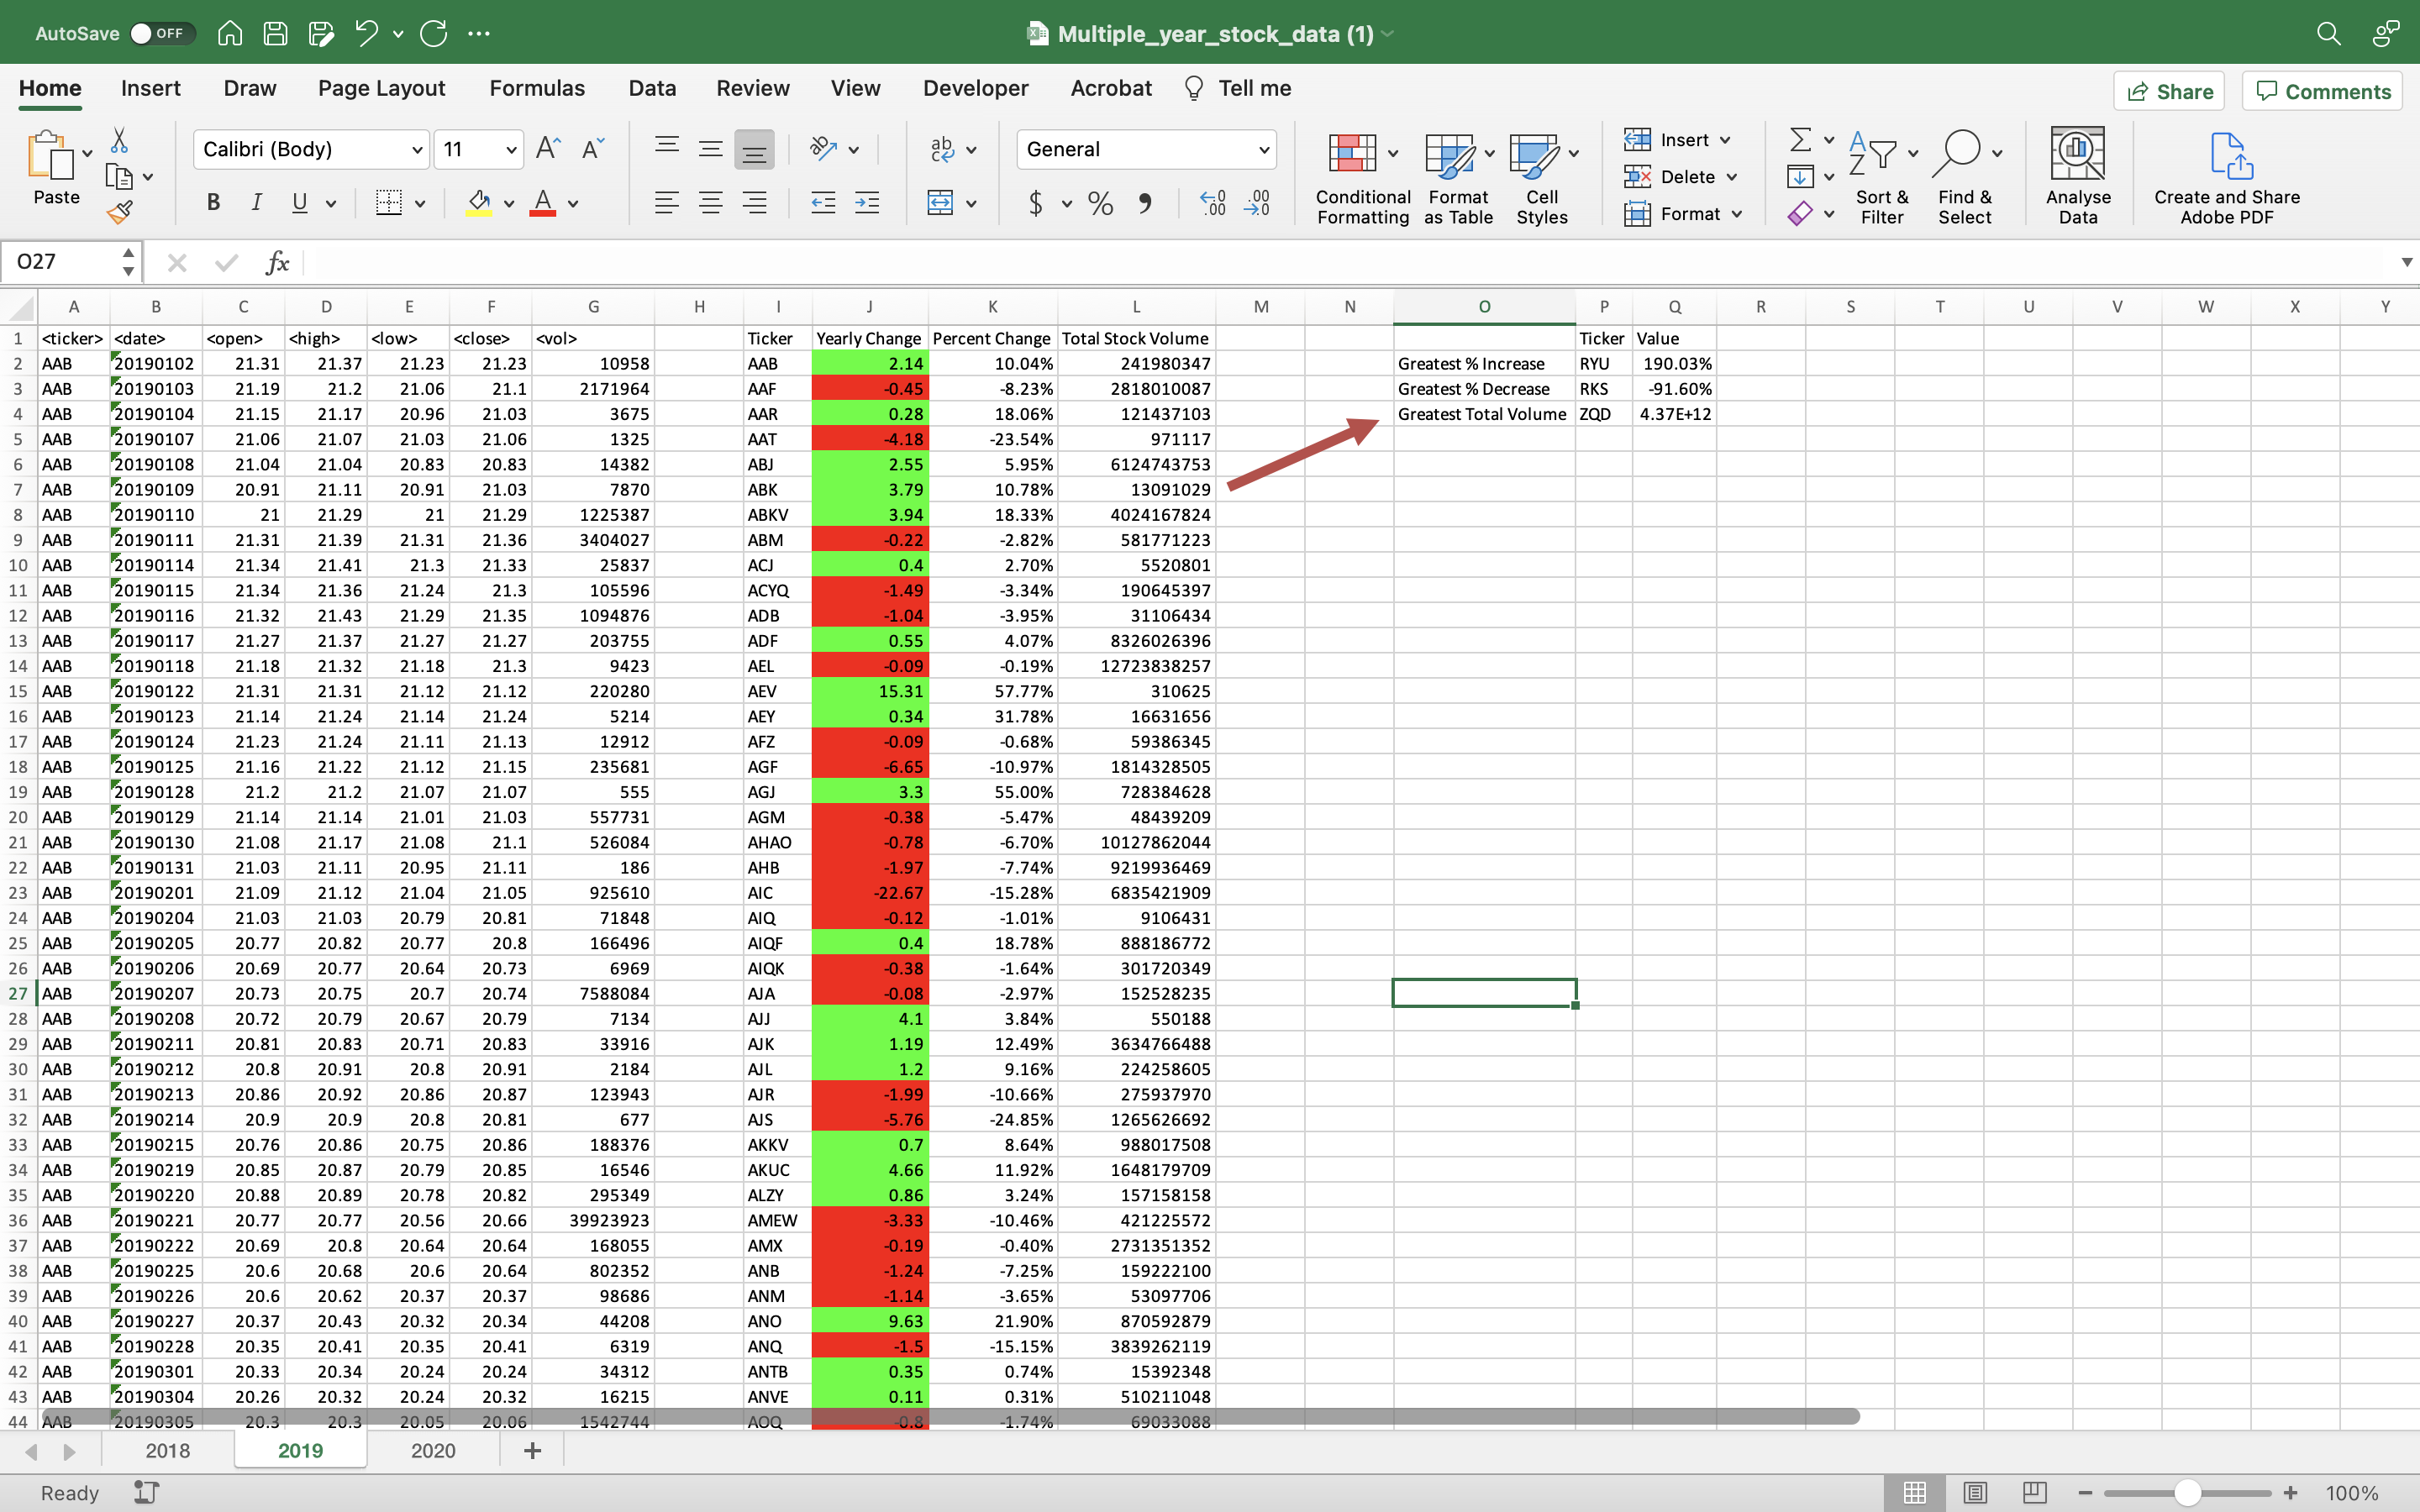 AutoSave OFF Multiple_year_stock_data (1)
Home Insert Draw Page Layout Formulas Data Review View Developer Acrobat Tell me Share Comments
Paste Calibri (Body) 11 A^ A˅ ab c General Insert Σ A Z
B I U A $ % , .00 .00 Delete
Conditional Formatting Format as Table Cell Styles Format Sort & Filter Find & Select Analyse Data Create and Share Adobe PDF
O27 fx
A B C D E F G H I J K L M N O P Q R S T U V W X Y
1 <ticker> <date> <open> <high> <low> <close> <vol> Ticker Yearly Change Percent Change Total Stock Volume Ticker Value
2 AAB 20190102 21.31 21.37 21.23 21.23 10958 AAB 2.14 10.04% 241980347 Greatest % Increase RYU 190.03%
3 AAB 20190103 21.19 21.2 21.06 21.1 2171964 AAF -0.45 -8.23% 2818010087 Greatest % Decrease RKS -91.60%
4 AAB 20190104 21.15 21.17 20.96 21.03 3675 AAR 0.28 18.06% 121437103 Greatest Total Volume ZQD 4.37E+12
5 AAB 20190107 21.06 21.07 21.03 21.06 1325 AAT -4.18 -23.54% 971117
6 AAB 20190108 21.04 21.04 20.83 20.83 14382 ABJ 2.55 5.95% 6124743753
7 AAB 20190109 20.91 21.11 20.91 21.03 7870 ABK 3.79 10.78% 13091029
8 AAB 20190110 21 21.29 21 21.29 1225387 ABKV 3.94 18.33% 4024167824
9 AAB 20190111 21.31 21.39 21.31 21.36 3404027 ABM -0.22 -2.82% 581771223
10 AAB 20190114 21.34 21.41 21.3 21.33 25837 ACJ 0.4 2.70% 5520801
11 AAB 20190115 21.34 21.36 21.24 21.3 105596 ACYQ -1.49 -3.34% 190645397
12 AAB 20190116 21.32 21.43 21.29 21.35 1094876 ADB -1.04 -3.95% 31106434
13 AAB 20190117 21.27 21.37 21.27 21.27 203755 ADF 0.55 4.07% 8326026396
14 AAB 20190118 21.18 21.32 21.18 21.3 9423 AEL -0.09 -0.19% 12723838257
15 AAB 20190122 21.31 21.31 21.12 21.12 220280 AEV 15.31 57.77% 310625
16 AAB 20190123 21.14 21.24 21.14 21.24 5214 AEY 0.34 31.78% 16631656
17 AAB 20190124 21.23 21.24 21.11 21.13 12912 AFZ -0.09 -0.68% 59386345
18 AAB 20190125 21.16 21.22 21.12 21.15 235681 AGF -6.65 -10.97% 1814328505
19 AAB 20190128 21.2 21.2 21.07 21.07 555 AGJ 3.3 55.00% 728384628
20 AAB 20190129 21.14 21.14 21.01 21.03 557731 AGM -0.38 -5.47% 48439209
21 AAB 20190130 21.08 21.17 21.08 21.1 526084 AHAO -0.78 -6.70% 10127862044
22 AAB 20190131 21.03 21.11 20.95 21.11 186 AHB -1.97 -7.74% 9219936469
23 AAB 20190201 21.09 21.12 21.04 21.05 925610 AIC -22.67 -15.28% 6835421909
24 AAB 20190204 21.03 21.03 20.79 20.81 71848 AIQ -0.12 -1.01% 9106431
25 AAB 20190205 20.77 20.82 20.77 20.8 166496 AIQF 0.4 18.78% 888186772
26 AAB 20190206 20.69 20.77 20.64 20.73 6969 AIQK -0.38 -1.64% 301720349
27 AAB 20190207 20.73 20.75 20.7 20.74 7588084 AJA -0.08 -2.97% 152528235
28 AAB 20190208 20.72 20.79 20.67 20.79 7134 AJJ 4.1 3.84% 550188
29 AAB 20190211 20.81 20.83 20.71 20.83 33916 AJK 1.19 12.49% 3634766488
30 AAB 20190212 20.8 20.91 20.8 20.91 2184 AJL 1.2 9.16% 224258605
31 AAB 20190213 20.86 20.92 20.86 20.87 123943 AJR -1.99 -10.66% 275937970
32 AAB 20190214 20.9 20.9 20.8 20.81 677 AJS -5.76 -24.85% 1265626692
33 AAB 20190215 20.76 20.86 20.75 20.86 188376 AKKV 0.7 8.64% 988017508
34 AAB 20190219 20.85 20.87 20.79 20.85 16546 AKUC 4.66 11.92% 1648179709
35 AAB 20190220 20.88 20.89 20.78 20.82 295349 ALZY 0.86 3.24% 157158158
36 AAB 20190221 20.77 20.77 20.56 20.66 39923923 AMEW -3.33 -10.46% 421225572
37 AAB 20190222 20.69 20.8 20.64 20.64 168055 AMX -0.19 -0.40% 2731351352
38 AAB 20190225 20.6 20.68 20.6 20.64 802352 ANB -1.24 -7.25% 159222100
39 AAB 20190226 20.6 20.62 20.37 20.37 98686 ANM -1.14 -3.65% 53097706
40 AAB 20190227 20.37 20.43 20.32 20.34 44208 ANO 9.63 21.90% 870592879
41 AAB 20190228 20.35 20.41 20.35 20.41 6319 ANQ -1.5 -15.15% 3839262119
42 AAB 20190301 20.33 20.34 20.24 20.24 34312 ANTB 0.35 0.74% 15392348
43 AAB 20190304 20.26 20.32 20.24 20.32 16215 ANVE 0.11 0.31% 510211048
44 AAB 20190305 20.3 20.3 20.05 20.06 1542744 AOQ -0.8 -1.74% 69033088
2018 2019 2020 +
Ready 100%